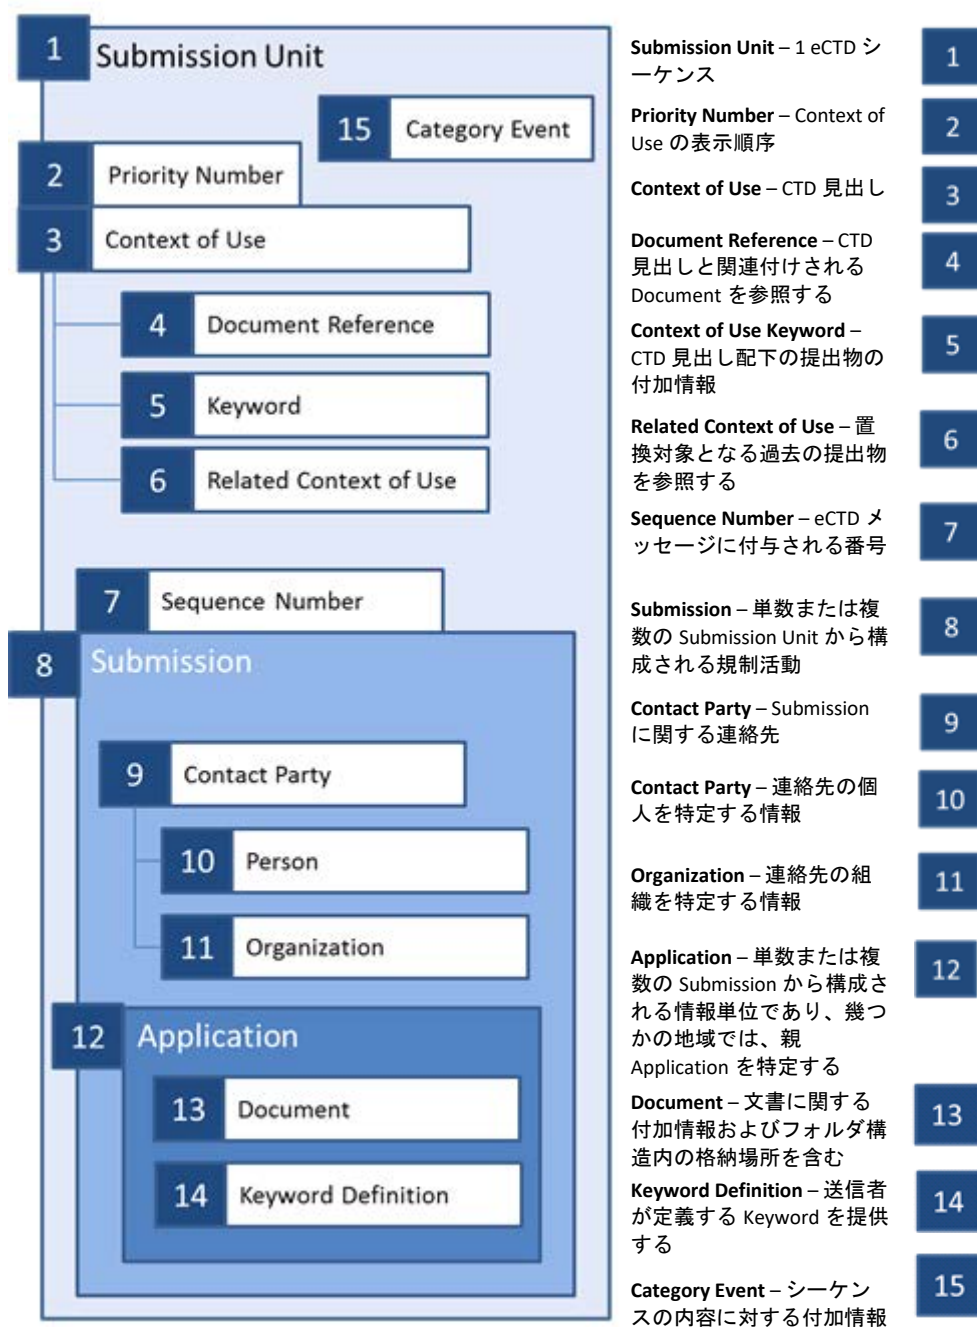 1
Submission Unit
15
Category Event
2
Priority Number
3
Context of Use
4
Document Reference
5
Keyword
6
Related Context of Use
7
Sequence Number
8
Submission
9
Contact Party
10
Person
11
Organization
12
Application
13
Document
14
Keyword Definition
Submission Unit – 1 eCTD シ
ーケンス
1
Priority Number – Context of
Use の表示順序
2
Context of Use – CTD 見出し
3
Document Reference – CTD
見出しと関連付けされる
Document を参照する
4
Context of Use Keyword –
CTD 見出し配下の提出物の
付加情報
5
Related Context of Use – 置
換対象となる過去の提出物
を参照する
6
Sequence Number – eCTD メ
ッセージに付与される番号
7
Submission – 単数または複
数の Submission Unit から構
成される規制活動
8
Contact Party – Submission
に関する連絡先
9
Contact Party – 連絡先の個
人を特定する情報
10
Organization – 連絡先の組
織を特定する情報
11
Application – 単数または複
数の Submission から構成さ
れる情報単位であり、幾つ
かの地域では、親
Application を特定する
12
Document – 文書に関する
付加情報およびフォルダ構
造内の格納場所を含む
13
Keyword Definition – 送信者
が定義する Keyword を提供
する
14
Category Event – シーケン
スの内容に対する付加情報
15